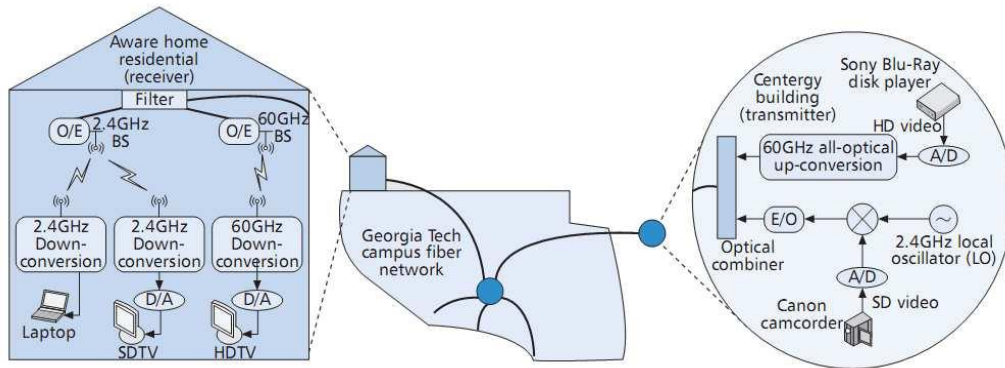 Aware home
residential
(receiver)
Filter
O/E
2.4GHz
BS
O/E
60GHz
BS
2.4GHz
Down-
conversion
2.4GHz
Down-
conversion
60GHz
Down-
conversion
D/A
D/A
Laptop
SDTV
HDTV
Georgia Tech
campus fiber
network
Centergy
building
(transmitter)
Sony Blu-Ray
disk player
HD video
60GHz all-optical
up-conversion
A/D
E/O
Optical
combiner
2.4GHz local
oscillator (LO)
A/D
SD video
Canon
camcorder